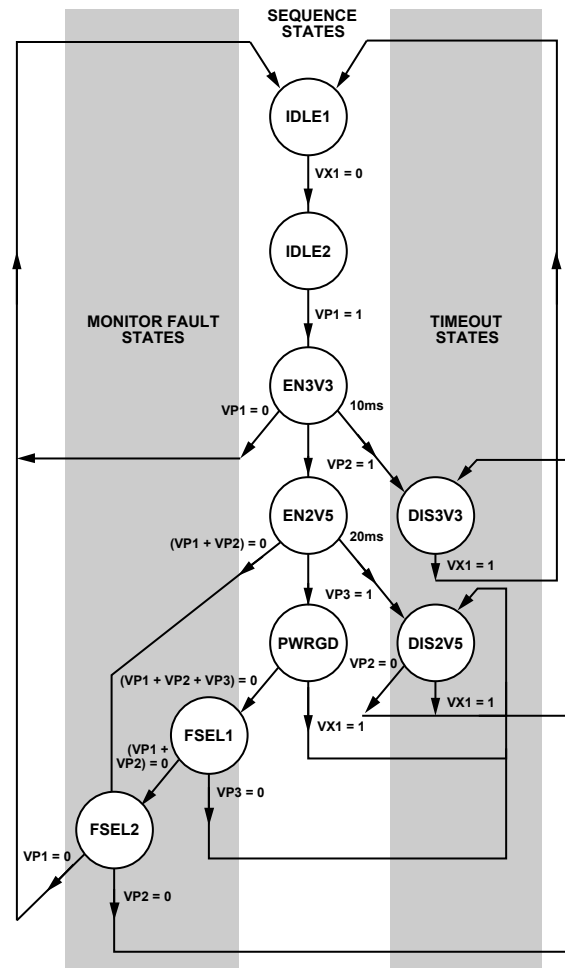 SEQUENCE
STATES
IDLE1
VX1 = 0
IDLE2
MONITOR FAULT
STATES
VP1 = 1
TIMEOUT
STATES
EN3V3
VP1 = 0
10ms
VP2 = 1
EN2V5
DIS3V3
(VP1 + VP2) = 0
20ms
VX1 = 1
VP3 = 1
PWRGD
DIS2V5
VP2 = 0
(VP1 + VP2 + VP3) = 0
VX1 = 1
VX1 = 1
FSEL1
(VP1 +
VP2) = 0
VP3 = 0
FSEL2
VP1 = 0
VP2 = 0